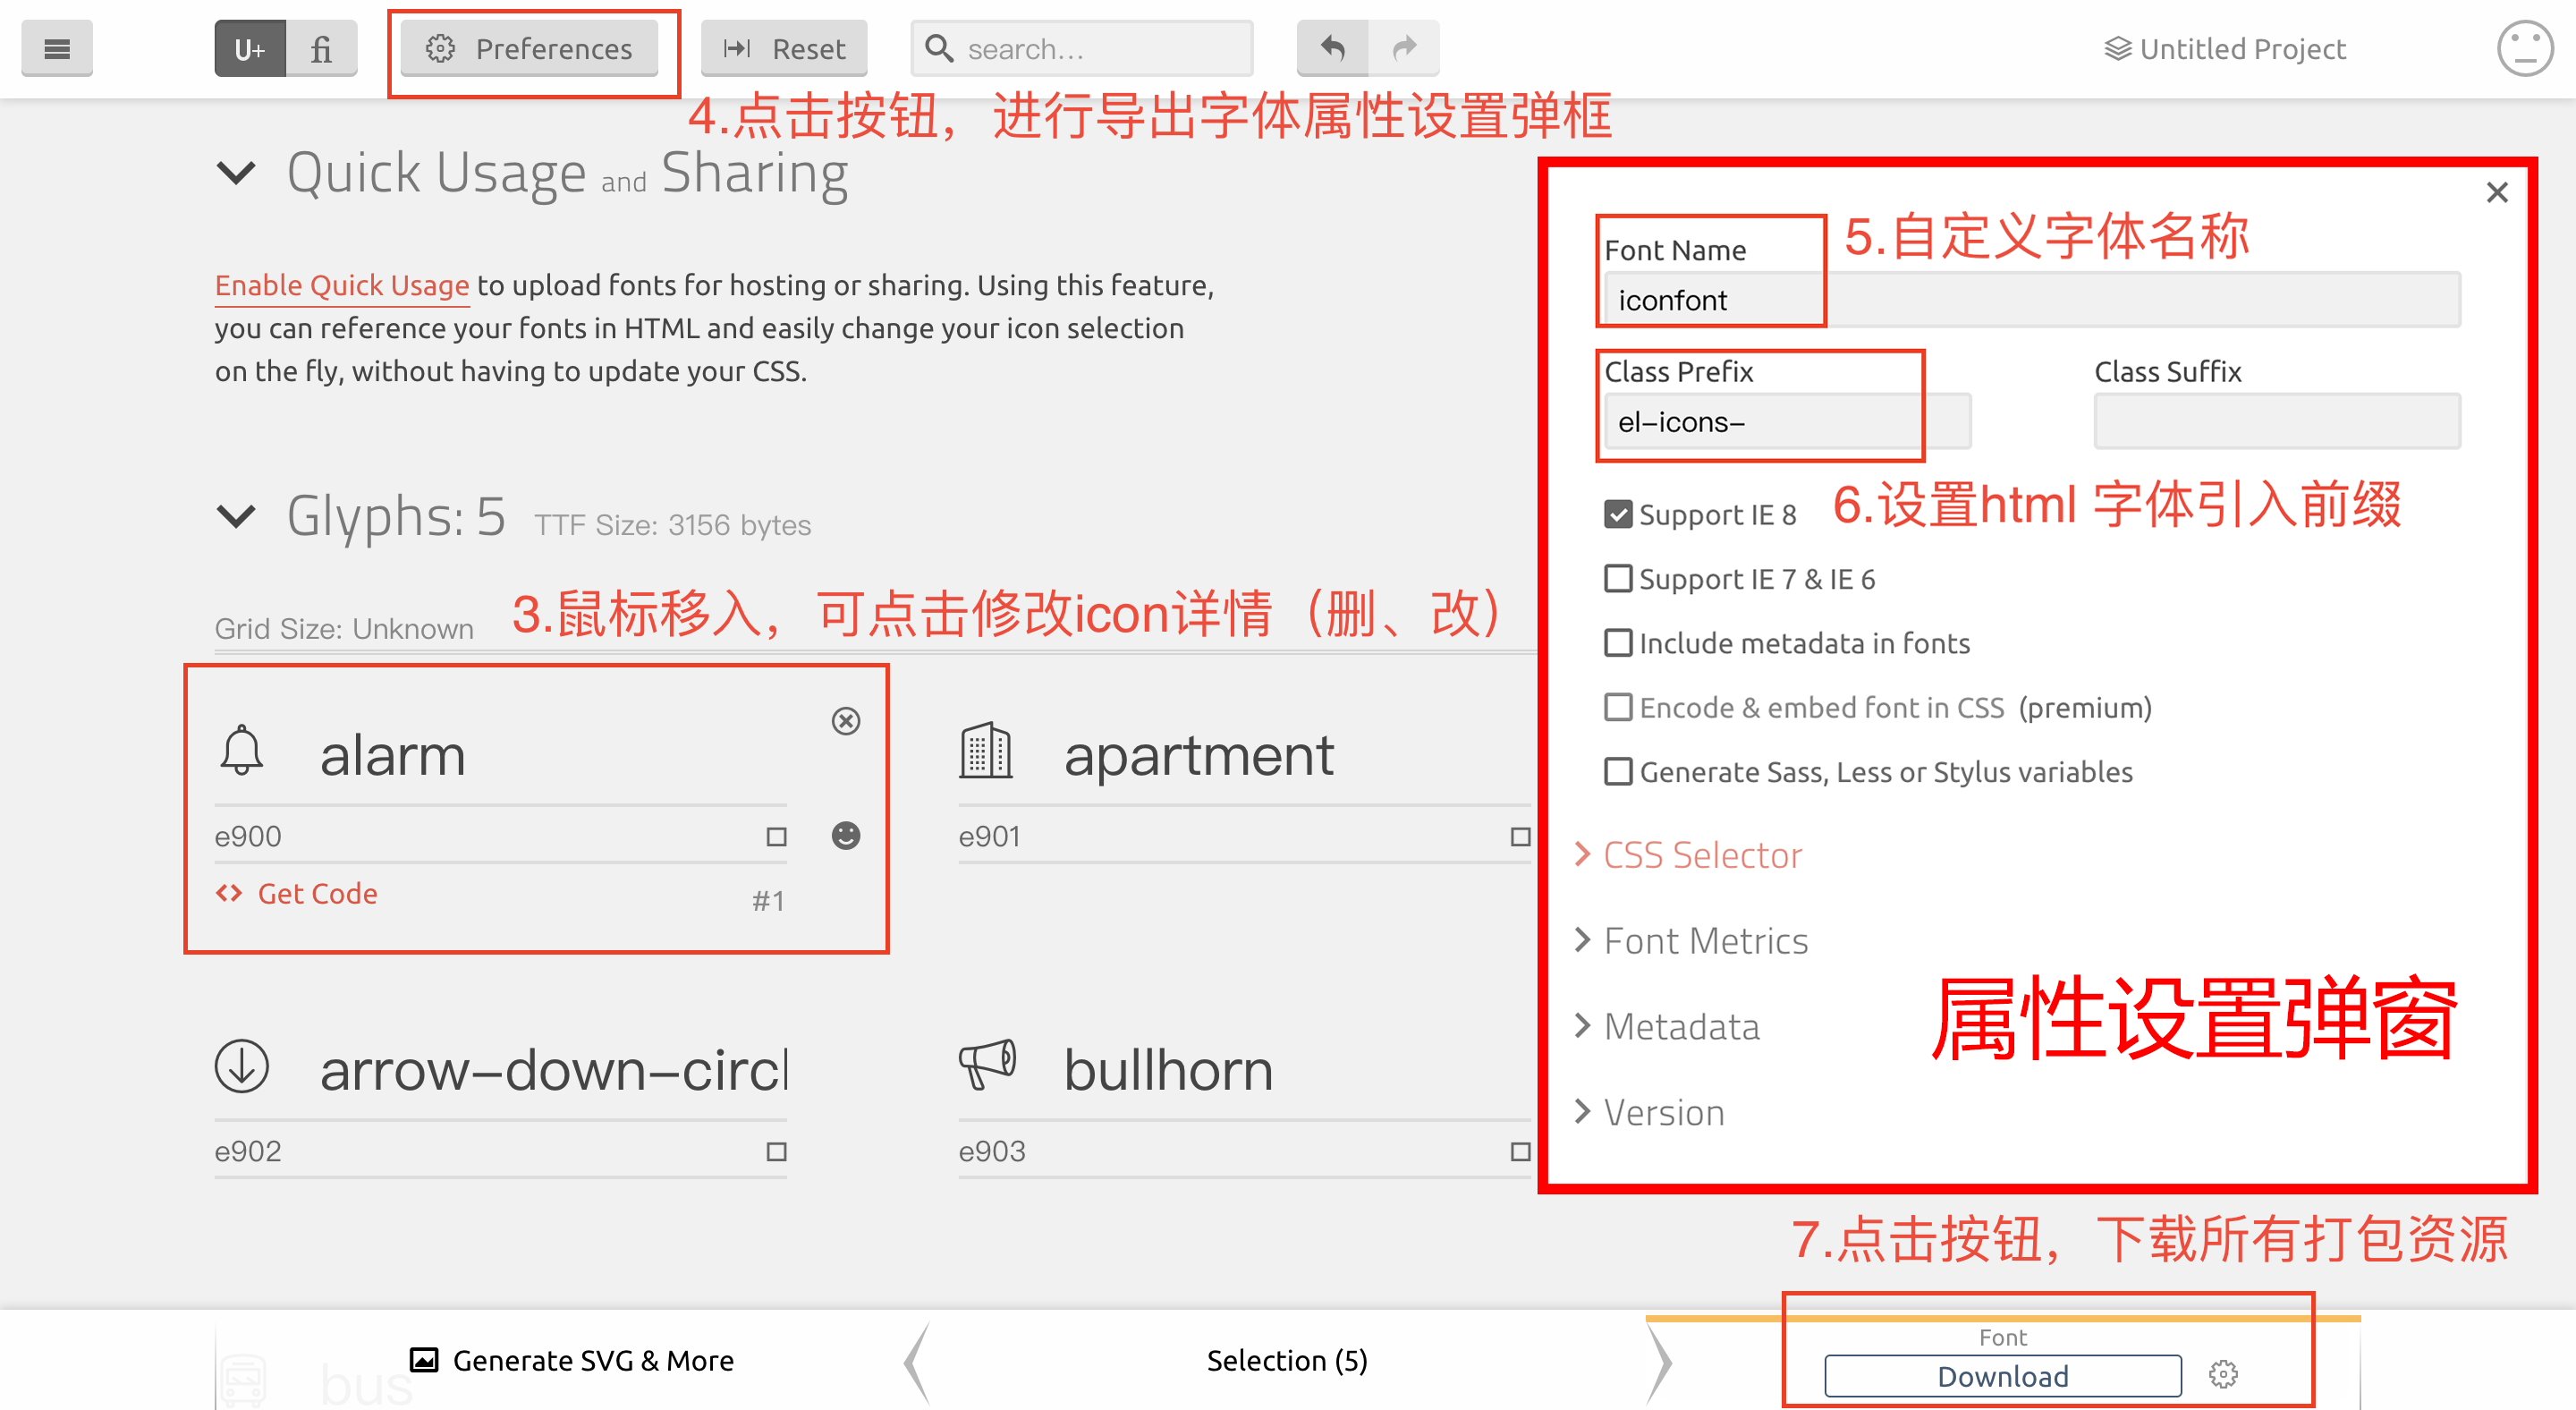 U+ fi Preferences Reset search... Untitled Project
4.点击按钮，进行导出字体属性设置弹框
Quick Usage and Sharing
Enable Quick Usage to upload fonts for hosting or sharing. Using this feature,
you can reference your fonts in HTML and easily change your icon selection
on the fly, without having to update your CSS.
Glyphs: 5 TTF Size: 3156 bytes
3.鼠标移入，可点击修改icon详情（删、改）
Grid Size: Unknown
alarm
e900
Get Code #1
apartment
e901
arrow-down-circl
e902
bullhorn
e903
Font Name 5.自定义字体名称
iconfont
Class Prefix Class Suffix
el-icons-
Support IE 8 6.设置html 字体引入前缀
Support IE 7 & IE 6
Include metadata in fonts
Encode & embed font in CSS (premium)
Generate Sass, Less or Stylus variables
CSS Selector
Font Metrics
Metadata
属性设置弹窗
Version
7.点击按钮，下载所有打包资源
bus
Generate SVG & More
Selection (5)
Font
Download